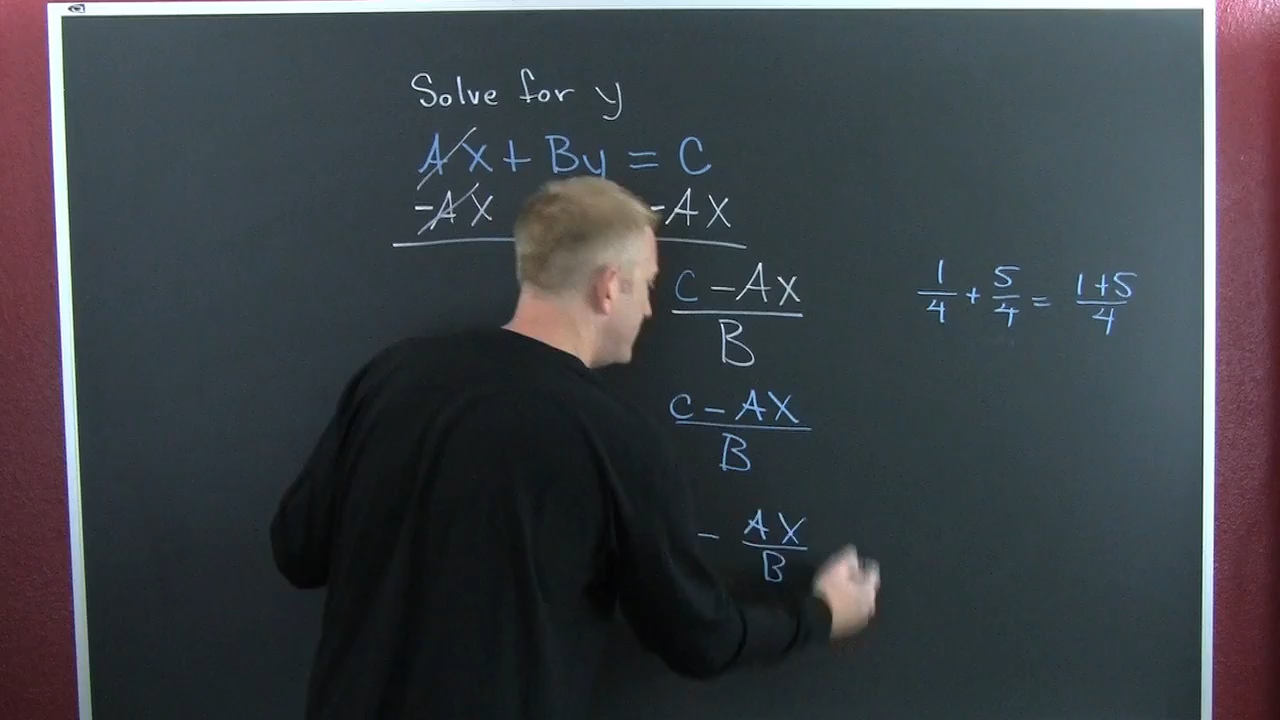 Solve for y
Ax + By = C
-Ax -Ax
C - Ax
B
1/4 + 5/4 = 1+5/4
C - AX
B
- AX/B